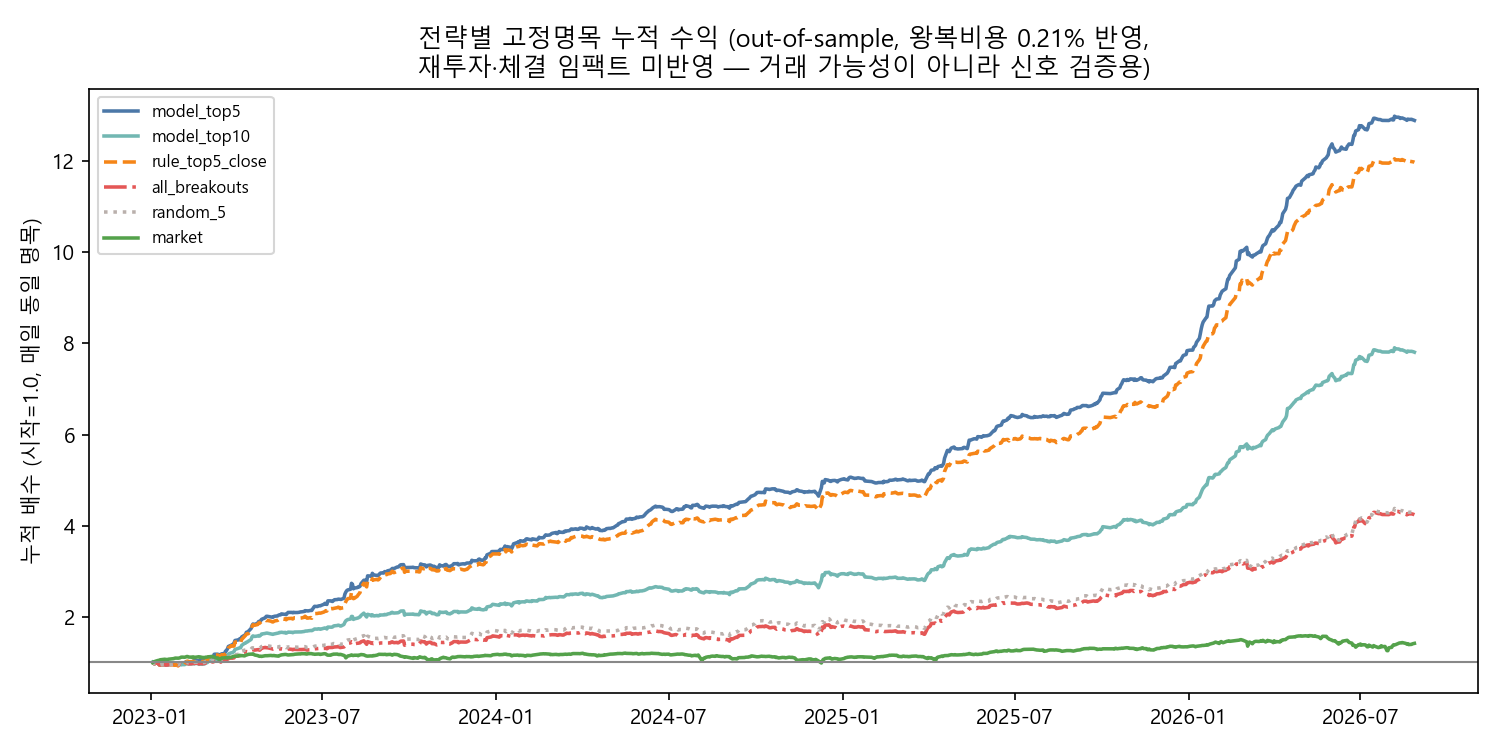 전략별 고정명목 누적 수익 (out-of-sample, 왕복비용 0.21% 반영,
재투자·체결 임팩트 미반영 — 거래 가능성이 아니라 신호 검증용)
model_top5
model_top10
rule_top5_close
all_breakouts
random_5
market
누적 배수 (시작=1.0, 매일 동일 명목)
12
10
8
6
4
2
2023-01
2023-07
2024-01
2024-07
2025-01
2025-07
2026-01
2026-07